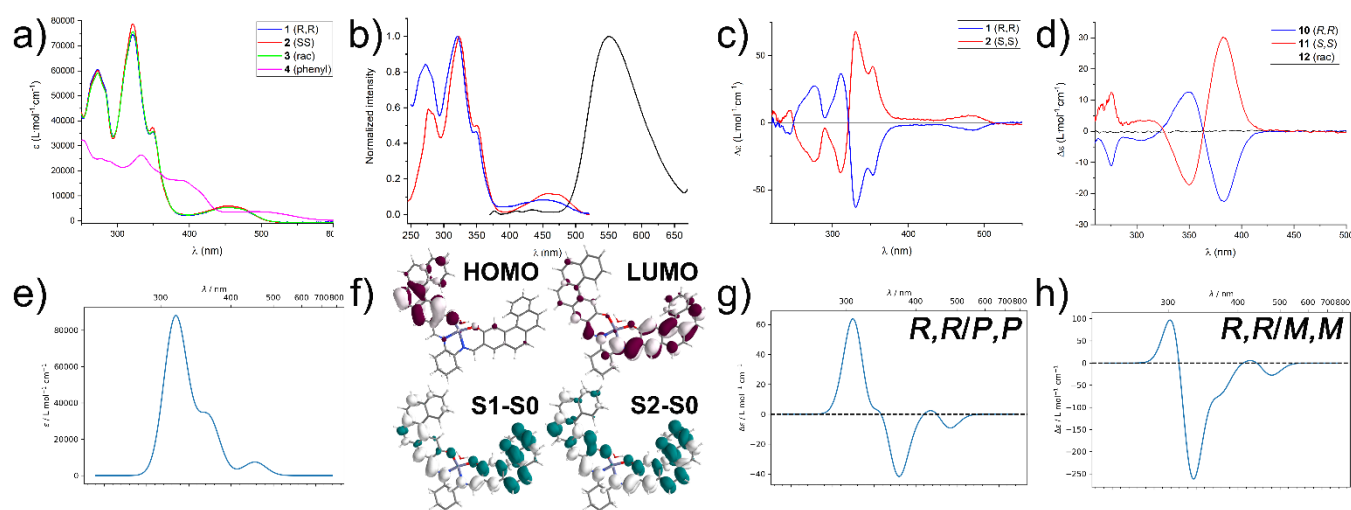 a)
80000
70000
60000
50000
40000
30000
20000
10000
0
ε (L·mol⁻¹·cm⁻¹)
300
400
500
60
λ (nm)
1 (R,R)
2 (SS)
3 (rac)
4 (phenyl)
b)
1.0
0.8
0.6
0.4
0.2
0.0
Normalized intensity
250
300
350
400
450
500
550
600
650
λ (nm)
c)
50
0
-50
Δε (L·mol⁻¹·cm⁻¹)
250
300
350
400
450
500
λ (nm)
1 (R,R)
2 (S,S)
d)
30
20
10
0
-10
-20
-30
Δε (L·mol⁻¹·cm⁻¹)
300
350
400
450
500
λ (nm)
10 (R,R)
11 (S,S)
12 (rac)
e)
λ / nm
300
400
500
600
700800
80000
60000
40000
20000
0
ε / L mol⁻¹ cm⁻¹
f)
HOMO
LUMO
S1-S0
S2-S0
g)
λ / nm
300
400
500
600
700800
R,R/P,P
60
40
20
0
−20
−40
Δε / L mol⁻¹ cm⁻¹
h)
λ / nm
300
400
500
600
700800
R,R/M,M
100
50
0
−50
−100
−150
−200
−250
Δε / L mol⁻¹ cm⁻¹